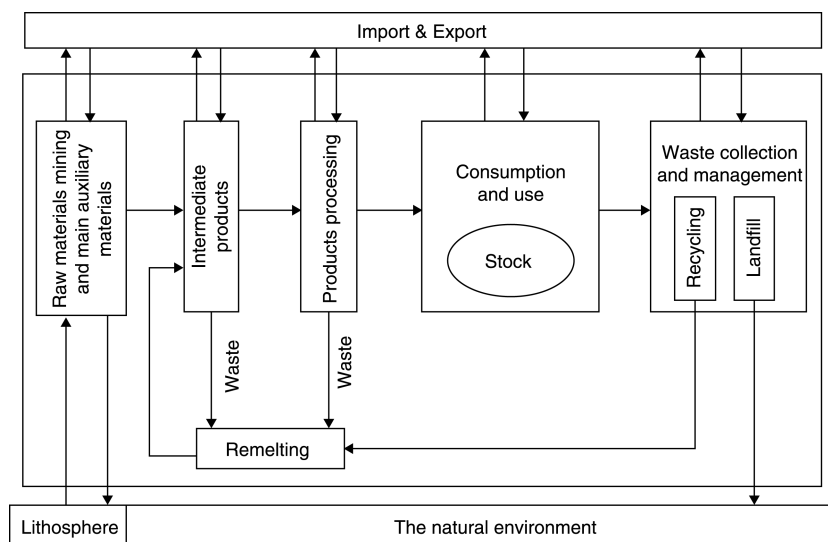 Import & Export
Raw materials mining
and main auxiliary
materials
Intermediate
products
Products processing
Consumption
and use
Stock
Waste collection
and management
Recycling
Landfill
Waste
Waste
Remelting
Lithosphere
The natural environment